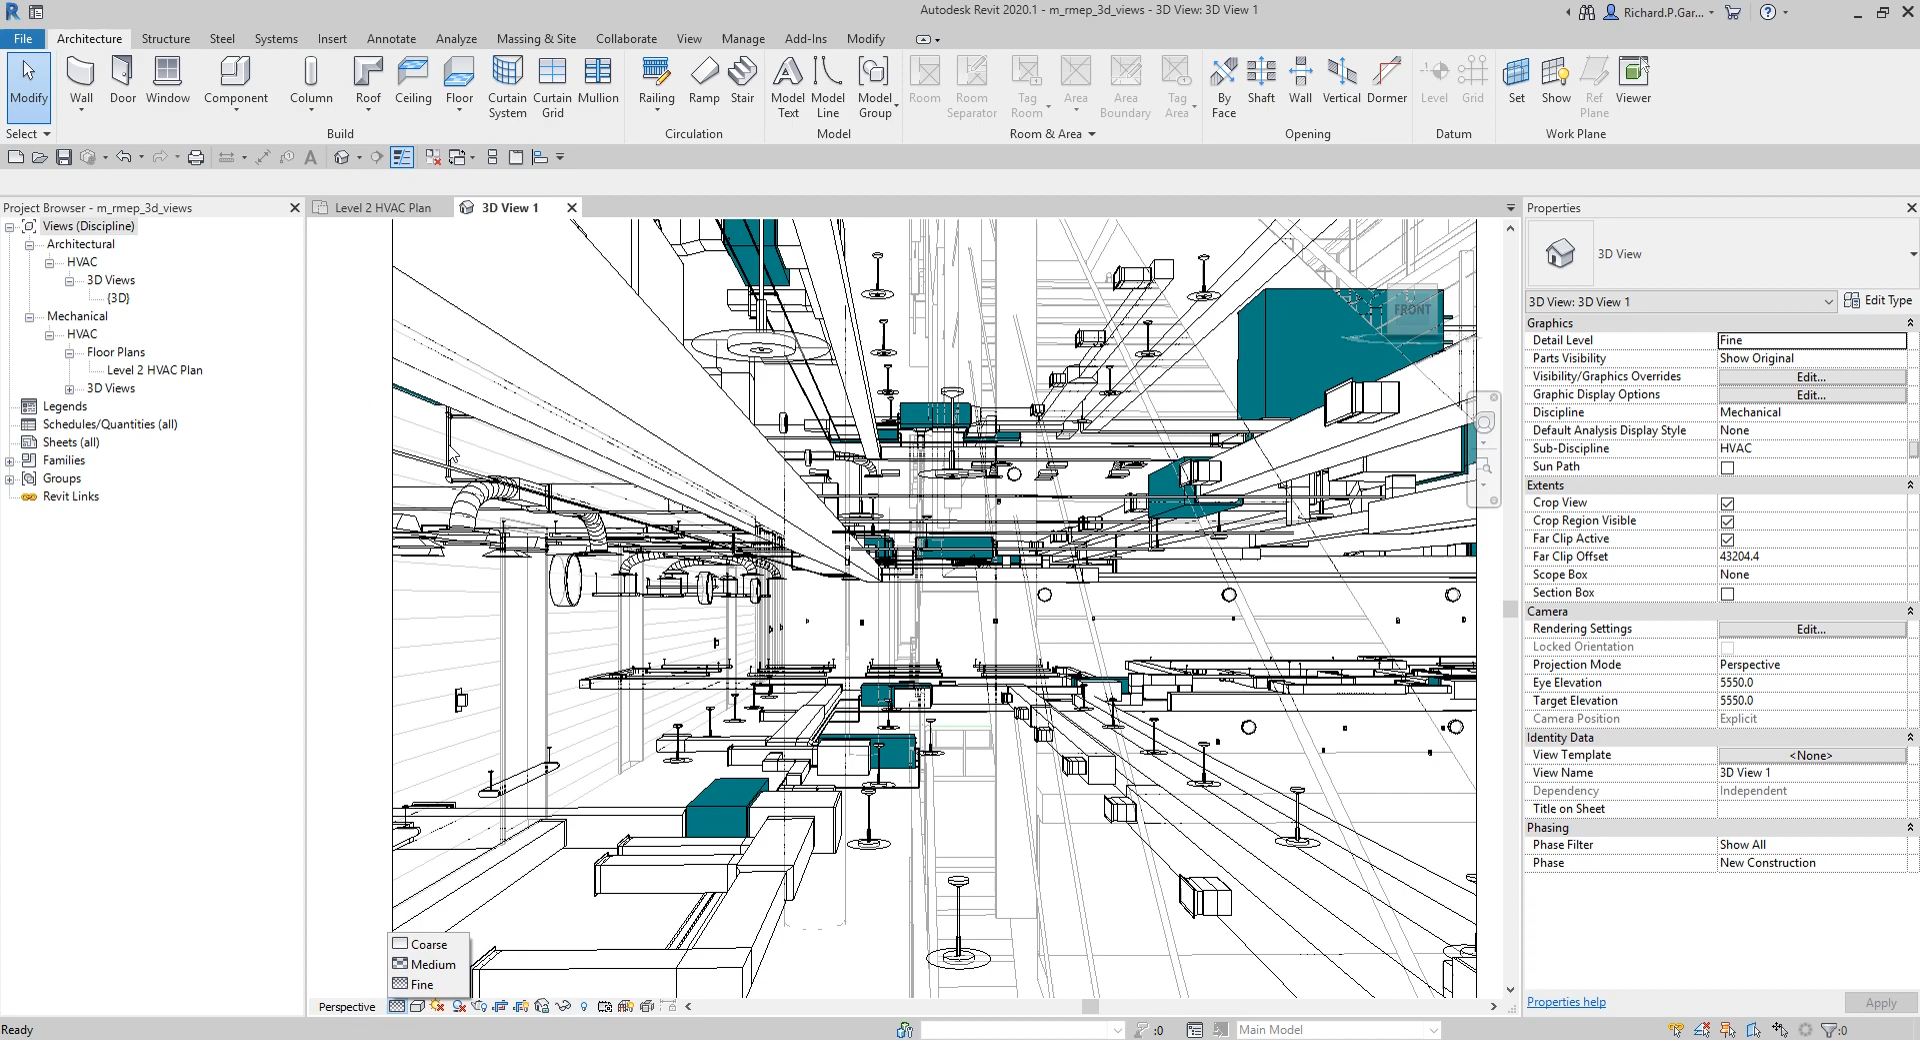 Autodesk Revit 2020.1 - m_rmep_3d_views - 3D View: 3D View 1
Richard.P.Gar...
File Architecture Structure Steel Systems Insert Annotate Analyze Massing & Site Collaborate View Manage Add-Ins Modify
Modify Wall Door Window Component Column Roof Ceiling Floor Curtain System Curtain Grid Mullion Railing Ramp Stair Model Text Model Line Model Group Room Room Separator Tag Room Area Area Boundary Tag Area By Face Shaft Wall Vertical Dormer Level Grid Set Show Ref Plane Viewer
Select Build Circulation Model Room & Area Opening Datum Work Plane
Project Browser - m_rmep_3d_views
Views (Discipline)
Architectural
HVAC
3D Views
{3D}
Mechanical
HVAC
Floor Plans
Level 2 HVAC Plan
3D Views
Legends
Schedules/Quantities (all)
Sheets (all)
Families
Groups
Revit Links
Level 2 HVAC Plan
3D View 1
FRONT
Coarse
Medium
Fine
Perspective
Properties
3D View
3D View: 3D View 1 Edit Type
Graphics
Detail Level Fine
Parts Visibility Show Original
Visibility/Graphics Overrides Edit...
Graphic Display Options Edit...
Discipline Mechanical
Default Analysis Display Style None
Sub-Discipline HVAC
Sun Path
Extents
Crop View
Crop Region Visible
Far Clip Active
Far Clip Offset 43204.4
Scope Box None
Section Box
Camera
Rendering Settings Edit...
Locked Orientation
Projection Mode Perspective
Eye Elevation 5550.0
Target Elevation 5550.0
Camera Position Explicit
Identity Data
View Template <None>
View Name 3D View 1
Dependency Independent
Title on Sheet
Phasing
Phase Filter Show All
Phase New Construction
Properties help Apply
Ready :0 Main Model :0